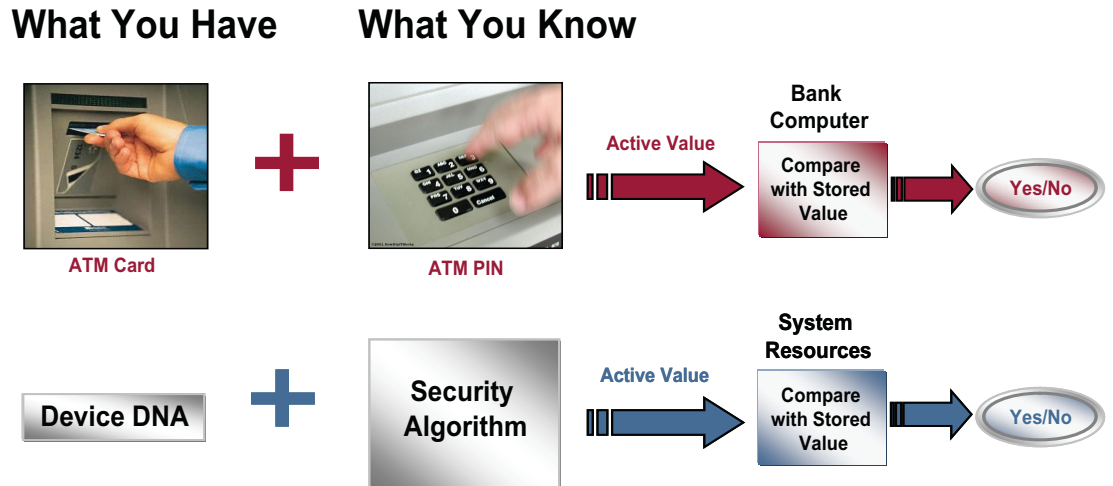 What You Have
What You Know
Bank
Computer
Active Value
Compare
with Stored
Value
Yes/No
ATM Card
ATM PIN
System
Resources
Device DNA
Security
Algorithm
Active Value
Compare
with Stored
Value
Yes/No